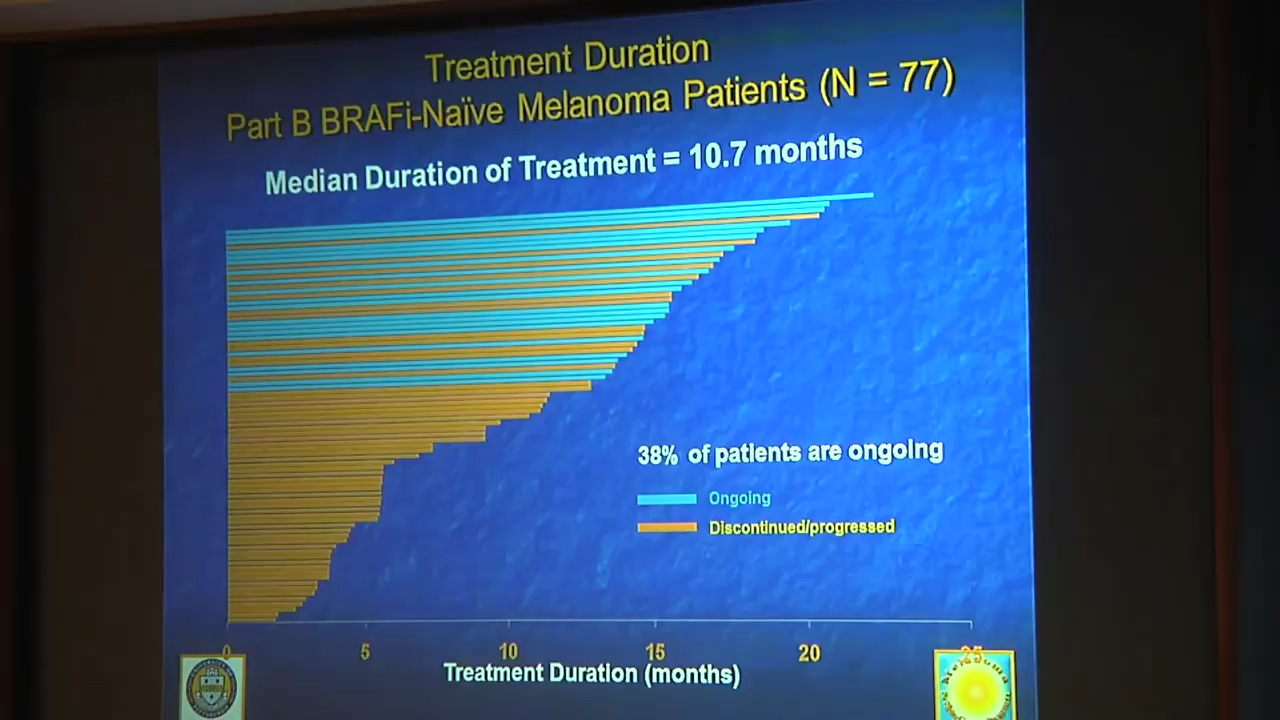 Treatment Duration
Part B BRAFi-Naïve Melanoma Patients (N = 77)
Median Duration of Treatment = 10.7 months
38% of patients are ongoing
Ongoing
Discontinued/progressed
0 5 10 15 20 25
Treatment Duration (months)